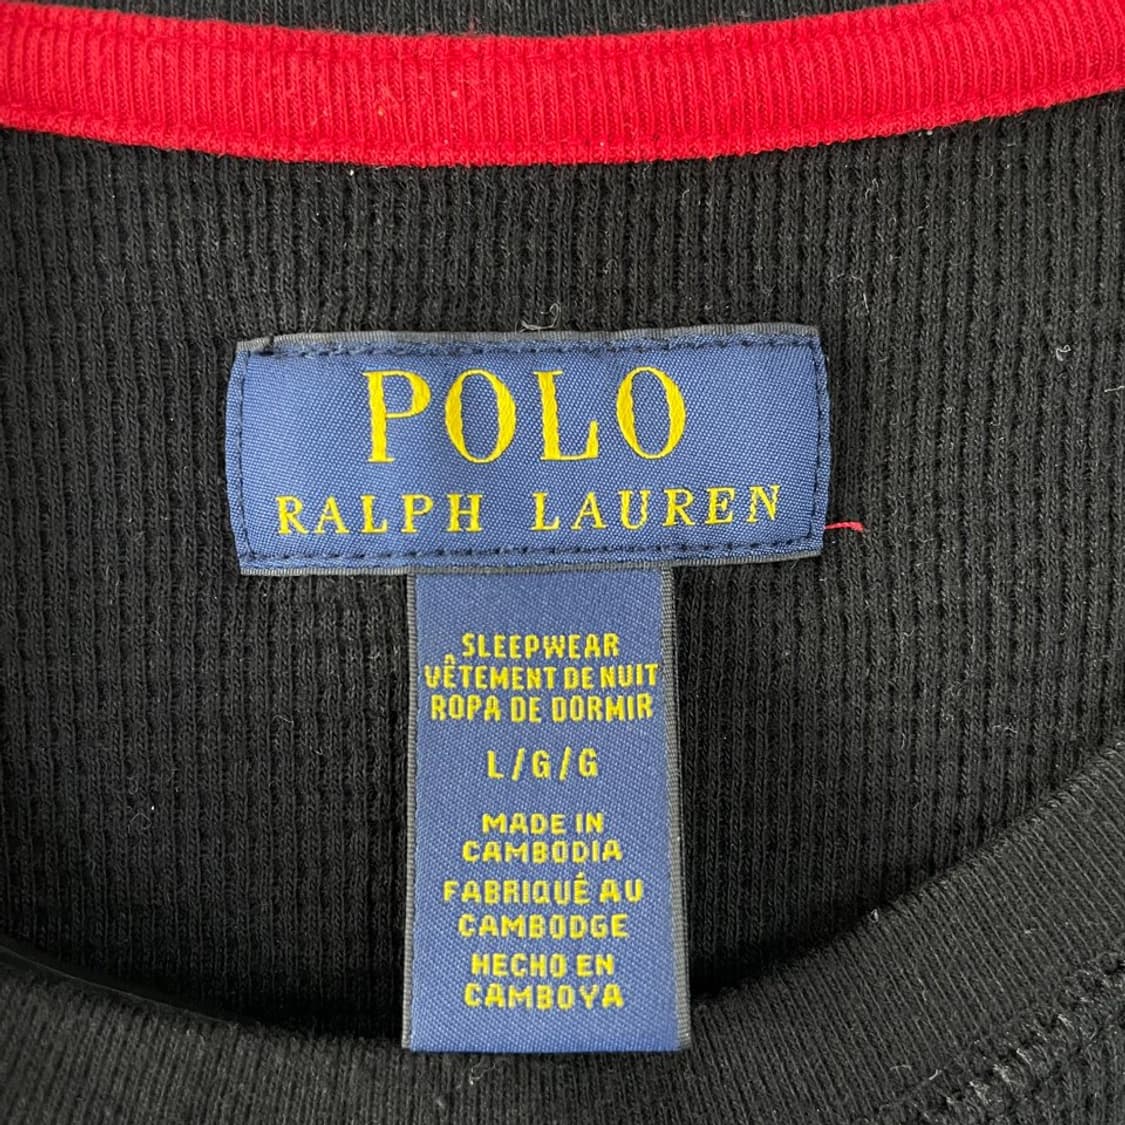 POLO
RALPH LAUREN
SLEEPWEAR
VÊTEMENT DE NUIT
ROPA DE DORMIR
L/G/G
MADE IN
CAMBODIA
FABRIQUÉ AU
CAMBODGE
HECHO EN
CAMBOYA